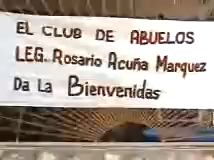 EL CLUB DE ABUELOS
LEG. Rosario Acuña Marquez
Da La Bienvenidas